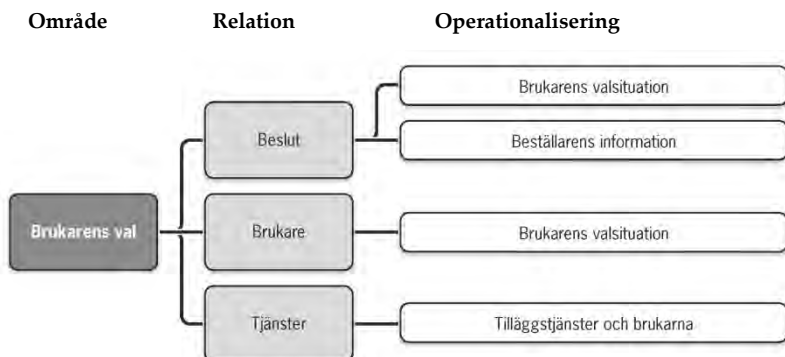 Område Relation Operationalisering
Brukarens valsituation
Beslut
Beställarens information
Brukarens val
Brukare
Brukarens valsituation
Tjänster
Tilläggstjänster och brukarna